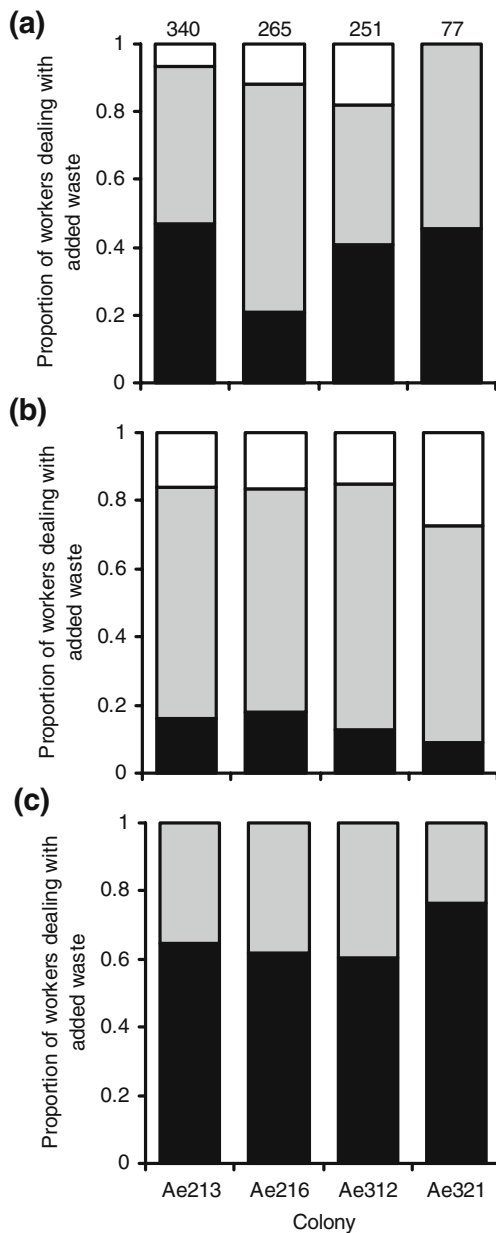 (a)
340 265 251 77
Proportion of workers dealing with
added waste
1
0.8
0.6
0.4
0.2
0
(b)
Proportion of workers dealing with
added waste
1
0.8
0.6
0.4
0.2
0
(c)
Proportion of workers dealing with
added waste
1
0.8
0.6
0.4
0.2
0
Ae213 Ae216 Ae312 Ae321
Colony